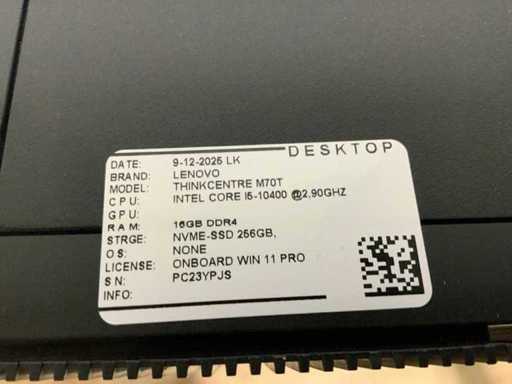 DESKTOP
DATE: 9-12-2025 LK
BRAND: LENOVO
MODEL: THINKCENTRE M70T
CPU: INTEL CORE I5-10400 @2,90GHZ
GPU:
RAM: 16GB DDR4
STRGE: NVME-SSD 256GB,
OS: NONE
LICENSE: ONBOARD WIN 11 PRO
SN: PC23YPJS
INFO: